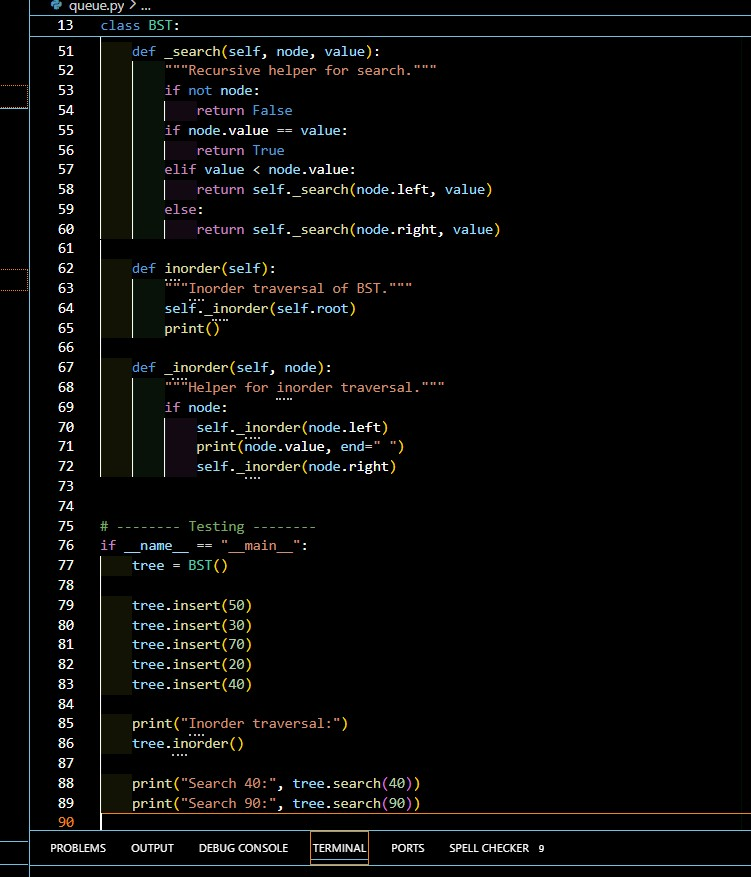 queue.py > ...
13 class BST:
51     def _search(self, node, value):
52         """Recursive helper for search."""
53         if not node:
54             return False
55         if node.value == value:
56             return True
57         elif value < node.value:
58             return self._search(node.left, value)
59         else:
60             return self._search(node.right, value)
61
62     def inorder(self):
63         """Inorder traversal of BST."""
64         self._inorder(self.root)
65         print()
66
67     def _inorder(self, node):
68         """Helper for inorder traversal."""
69         if node:
70             self._inorder(node.left)
71             print(node.value, end=" ")
72             self._inorder(node.right)
73
74
75 # -------- Testing --------
76 if __name__ == "__main__":
77     tree = BST()
78
79     tree.insert(50)
80     tree.insert(30)
81     tree.insert(70)
82     tree.insert(20)
83     tree.insert(40)
84
85     print("Inorder traversal:")
86     tree.inorder()
87
88     print("Search 40:", tree.search(40))
89     print("Search 90:", tree.search(90))
90
PROBLEMS OUTPUT DEBUG CONSOLE TERMINAL PORTS SPELL CHECKER 9